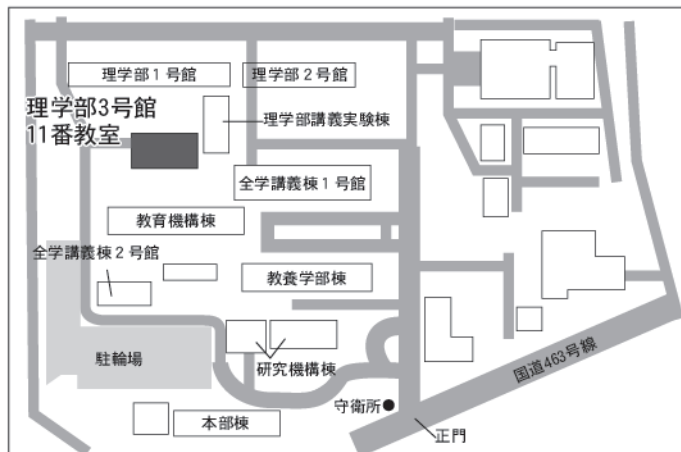 理学部1号館
理学部2号館
理学部3号館
11番教室
理学部講義実験棟
全学講義棟1号館
教育機構棟
全学講義棟2号館
教養学部棟
駐輪場
研究機構棟
国道463号線
守衛所
本部棟
正門